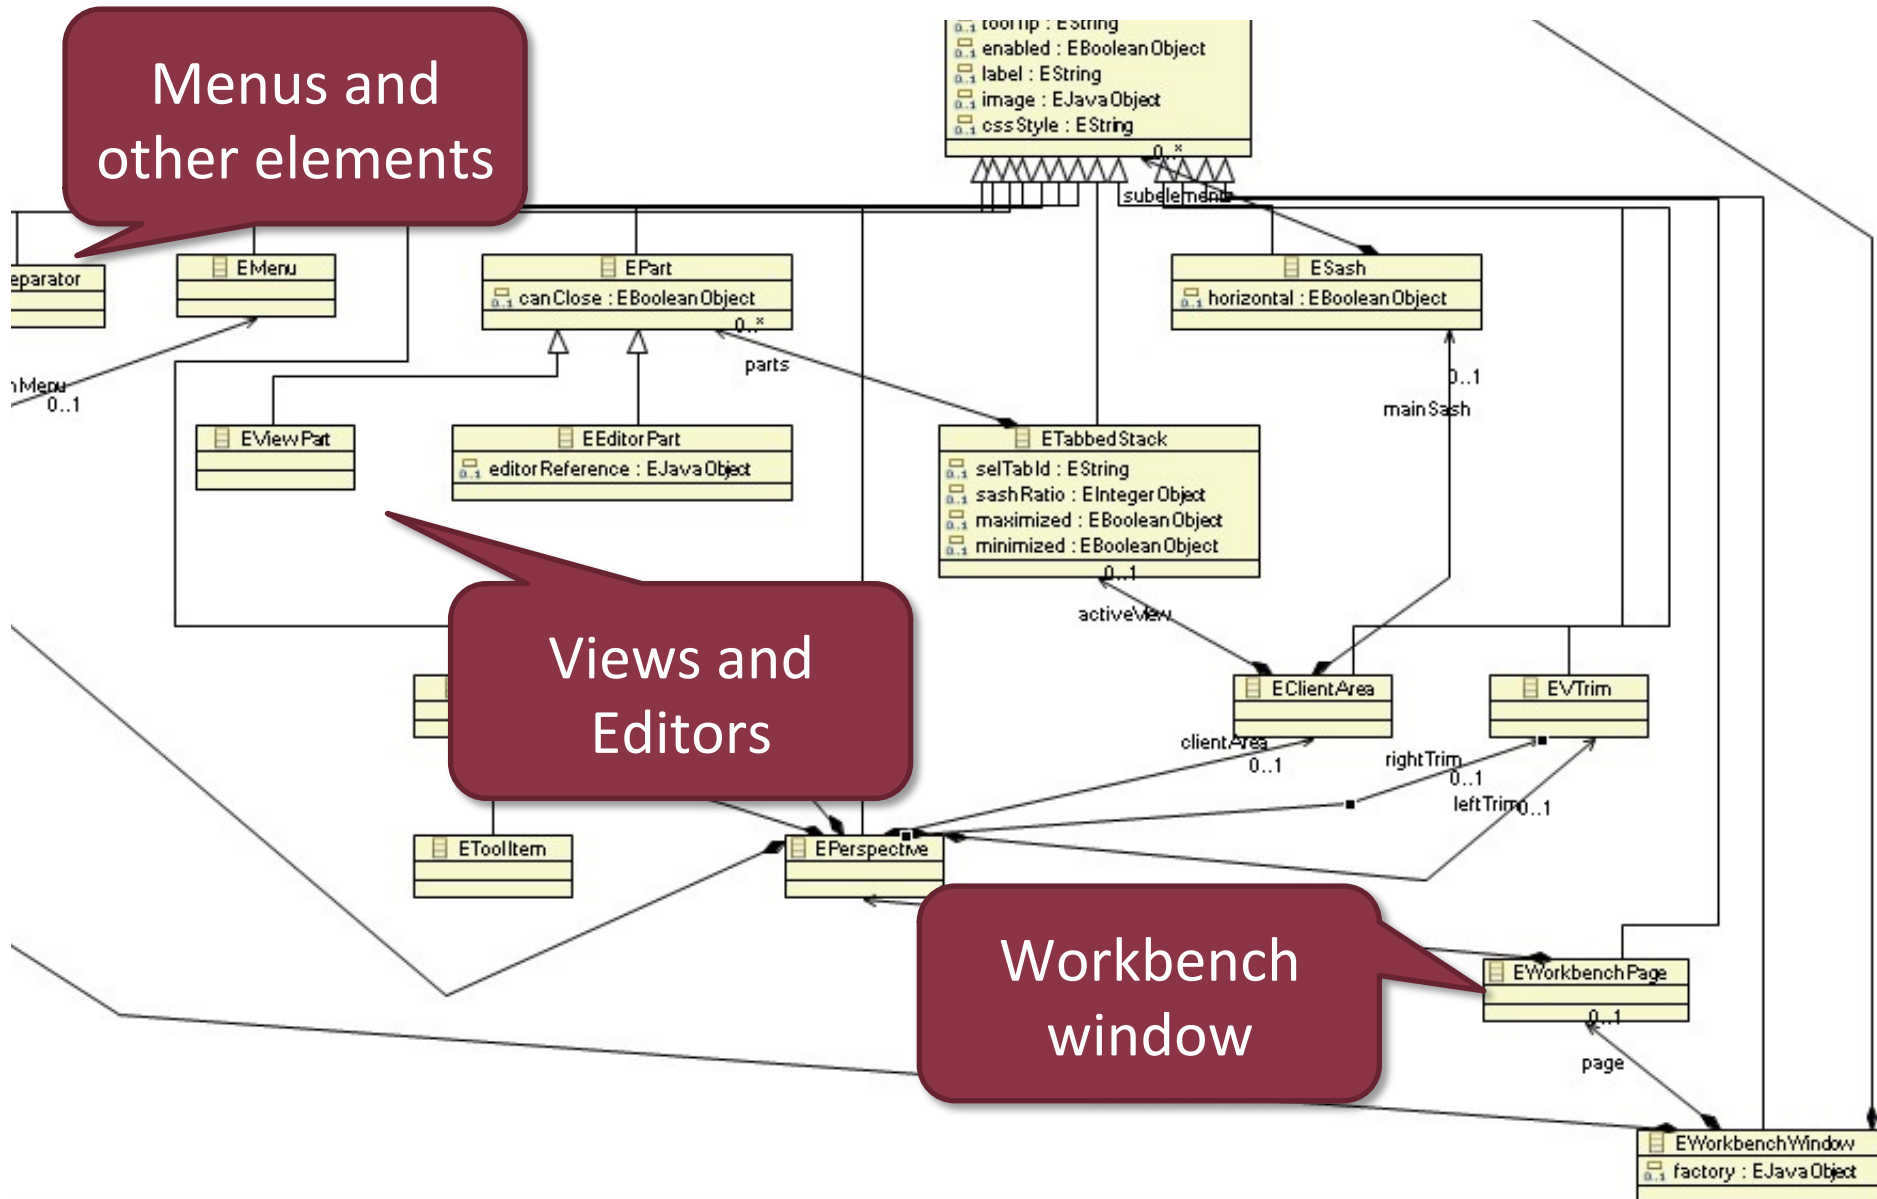 toolTip : EString
enabled : EBooleanObject
label : EString
image : EJavaObject
cssStyle : EString
0..*
subelements
Menus and
other elements
eparator
EMenu
EPart
canClose : EBooleanObject
0..*
ESash
horizontal : EBooleanObject
nMenu
0..1
parts
0..1
mainSash
EViewPart
EEditorPart
editorReference : EJavaObject
ETabbedStack
selTabId : EString
sashRatio : EIntegerObject
maximized : EBooleanObject
minimized : EBooleanObject
0..1
activeView
Views and
Editors
EClientArea
EVTrim
clientArea
0..1
rightTrim
0..1
leftTrim
0..1
EToolItem
EPerspective
Workbench
window
EWorkbenchPage
0..1
page
EWorkbenchWindow
factory : EJavaObject